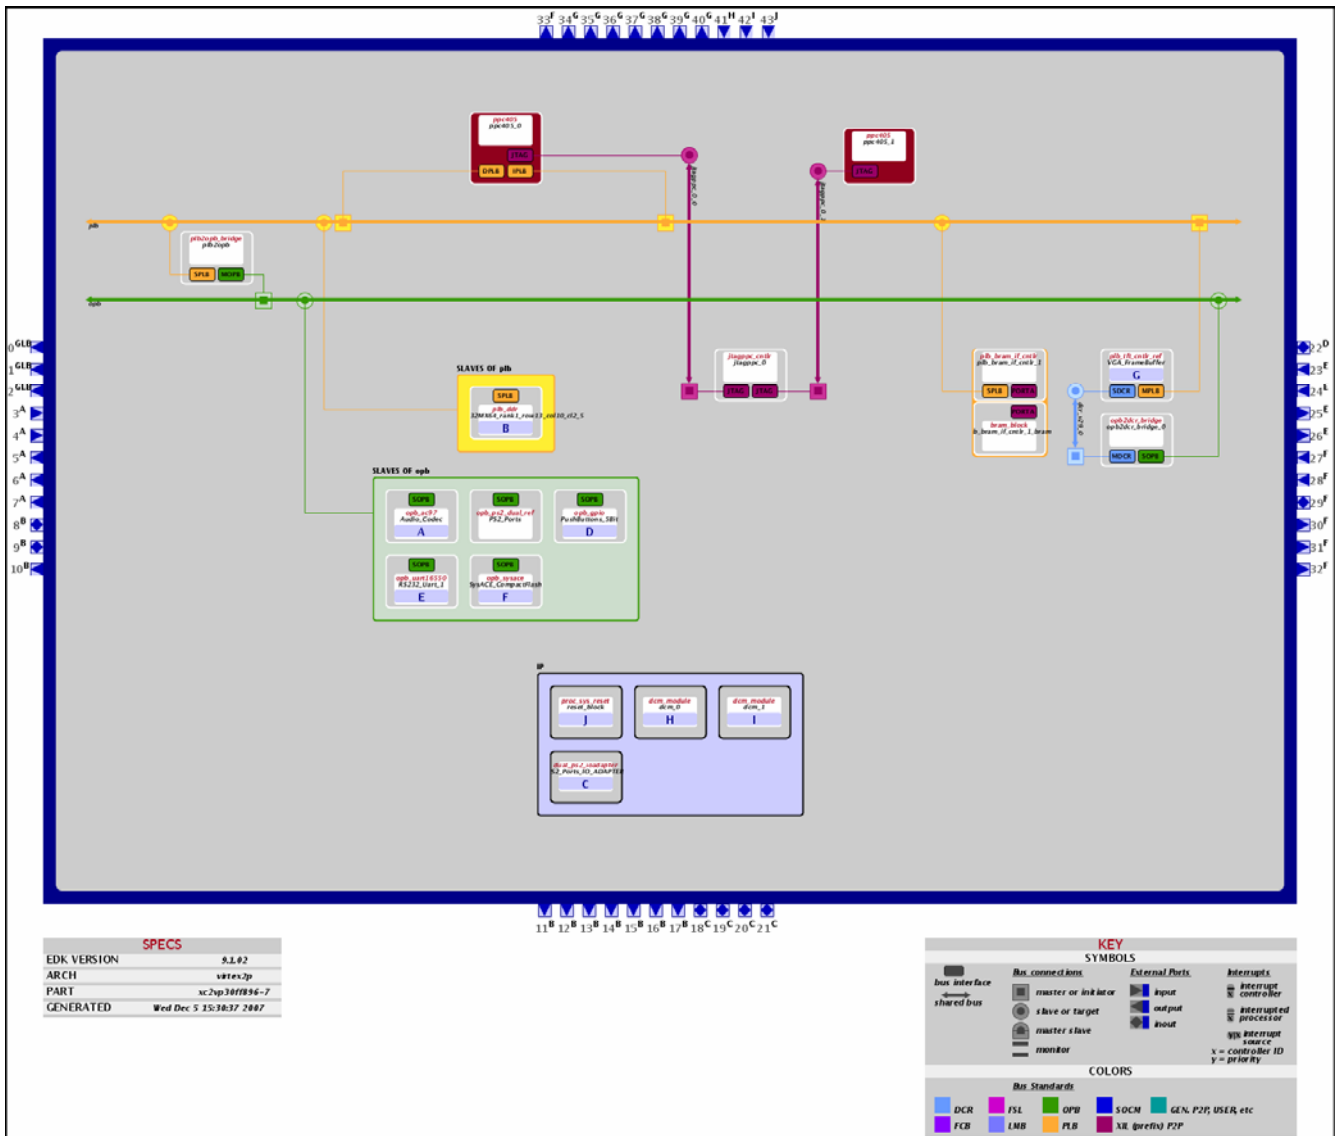 33F 34G 35G 36G 37G 38G 39G 40G 41H 42I 43J
ppc405
ppc405_0
JTAG
DPLB IPLB
ppc405
ppc405_1
JTAG
jtagppc_0_0
jtagppc_0_1
plb
plb2opb_bridge
plb2opb
SPLB MOPB
opb
0GLB
1GLB
2GLB
3A
4A
5A
6A
7A
8B
9B
10B
22D
23E
24E
25E
26E
27F
28F
29F
30F
31F
32F
jtagppc_cntlr
jtagppc_0
JTAG JTAG
plb_bram_if_cntlr
plb_bram_if_cntlr_1
SPLB PORTA
PORTA
bram_block
b_bram_if_cntlr_1_bram
plb_tft_cntlr_ref
VGA_FrameBuffer
G
SDCR MPLB
opb2dcr_bridge
opb2dcr_bridge_0
MDCR SOPB
SLAVES OF plb
SPLB
plb_ddr
32MX64_rank1_row13_col10_cl2_5
B
SLAVES OF opb
SOPB SOPB SOPB
opb_ac97 opb_ps2_dual_ref opb_gpio
Audio_Codec PS2_Ports PushButtons_5Bit
A D
SOPB SOPB
opb_uart16550 opb_sysace
RS232_Uart_1 SysACE_CompactFlash
E F
IP
proc_sys_reset dcm_module dcm_module
reset_block dcm_0 dcm_1
J H I
dual_ps2_ioadapter
S2_Ports_IO_ADAPTER
C
11B 12B 13B 14B 15B 16B 17B 18C 19C 20C 21C
SPECS
EDK VERSION 9.1.02
ARCH virtex2p
PART xc2vp30ff896-7
GENERATED Wed Dec 5 15:30:37 2007
KEY
SYMBOLS
bus interface
shared bus
Bus connections
master or initiator
slave or target
master slave
monitor
External Ports
input
output
inout
Interrupts
interrupt controller
interrupted processor
interrupt source
x = controller ID
y = priority
COLORS
Bus Standards
DCR FSL OPB SOCM GEN. P2P, USER, etc
FCB LMB PLB XIL (prefix) P2P